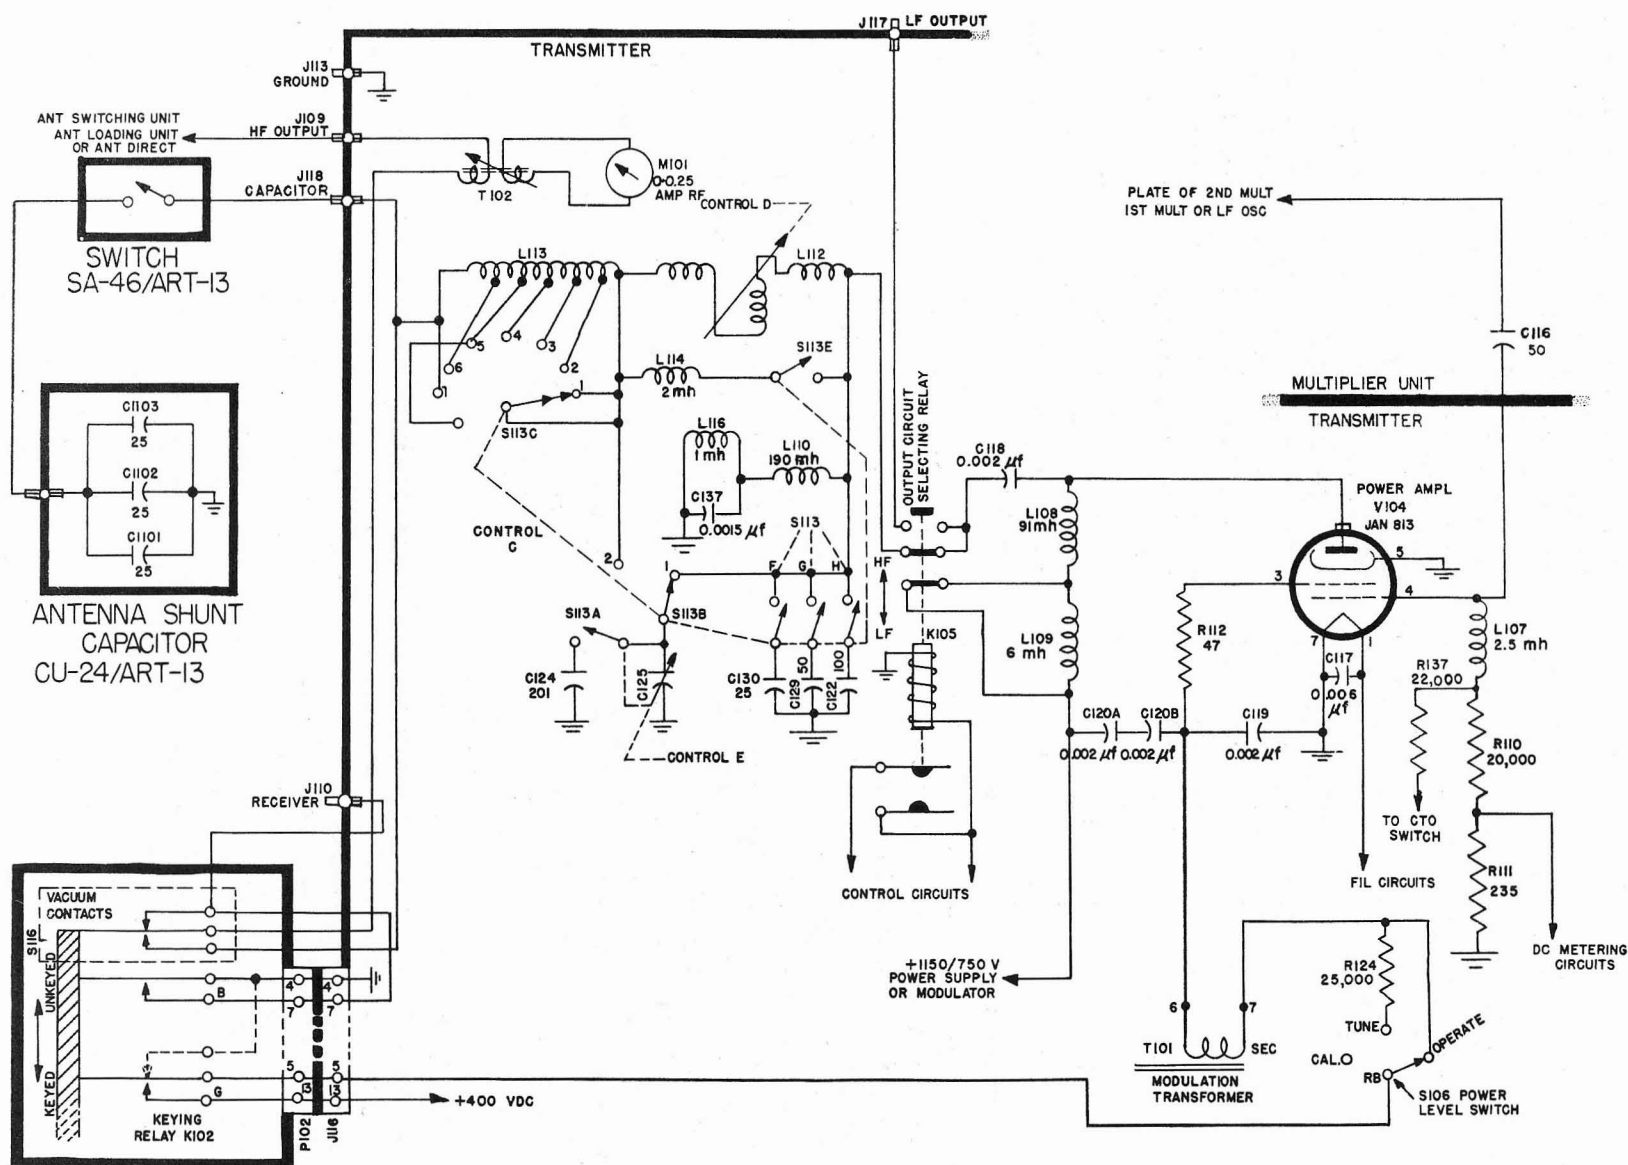 J117 LF OUTPUT
TRANSMITTER
J113
GROUND
ANT SWITCHING UNIT
ANT LOADING UNIT
OR ANT DIRECT
J109
HF OUTPUT
J118
CAPACITOR
T102
M101
0-0.25
AMP RF
CONTROL D
PLATE OF 2ND MULT
1ST MULT OR LF OSC
SWITCH
SA-46/ART-13
L113
L112
5
4
3
6
2
1
1
S113C
L114
2mh
S113E
C116
50
MULTIPLIER UNIT
TRANSMITTER
C1103
25
C1102
25
C1101
25
ANTENNA SHUNT
CAPACITOR
CU-24/ART-13
L116
1mh
L110
190mh
C137
0.0015 µf
CONTROL
C
S113
F
G
H
2
1
S113A
S113B
C124
201
C125
C130
25
C129
50
C122
100
CONTROL E
OUTPUT CIRCUIT
SELECTING RELAY
HF
LF
K105
C118
0.002 µf
L108
91mh
L109
6 mh
POWER AMPL
V104
JAN 813
5
3
4
7
1
R112
47
C117
0.006
µf
L107
2.5 mh
R137
22,000
C120A
0.002 µf
C120B
0.002 µf
C119
0.002 µf
R110
20,000
TO CTO
SWITCH
R111
235
FIL CIRCUITS
DC METERING
CIRCUITS
CONTROL CIRCUITS
J110
RECEIVER
VACUUM
CONTACTS
S116
UNKEYED
KEYED
B
G
4
4
7
7
5
5
13
13
KEYING
RELAY K102
P102
J116
+400 VDC
+1150/750 V
POWER SUPPLY
OR MODULATOR
6
7
T101
SEC
MODULATION
TRANSFORMER
R124
25,000
TUNE
CAL.
OPERATE
RB
S106 POWER
LEVEL SWITCH